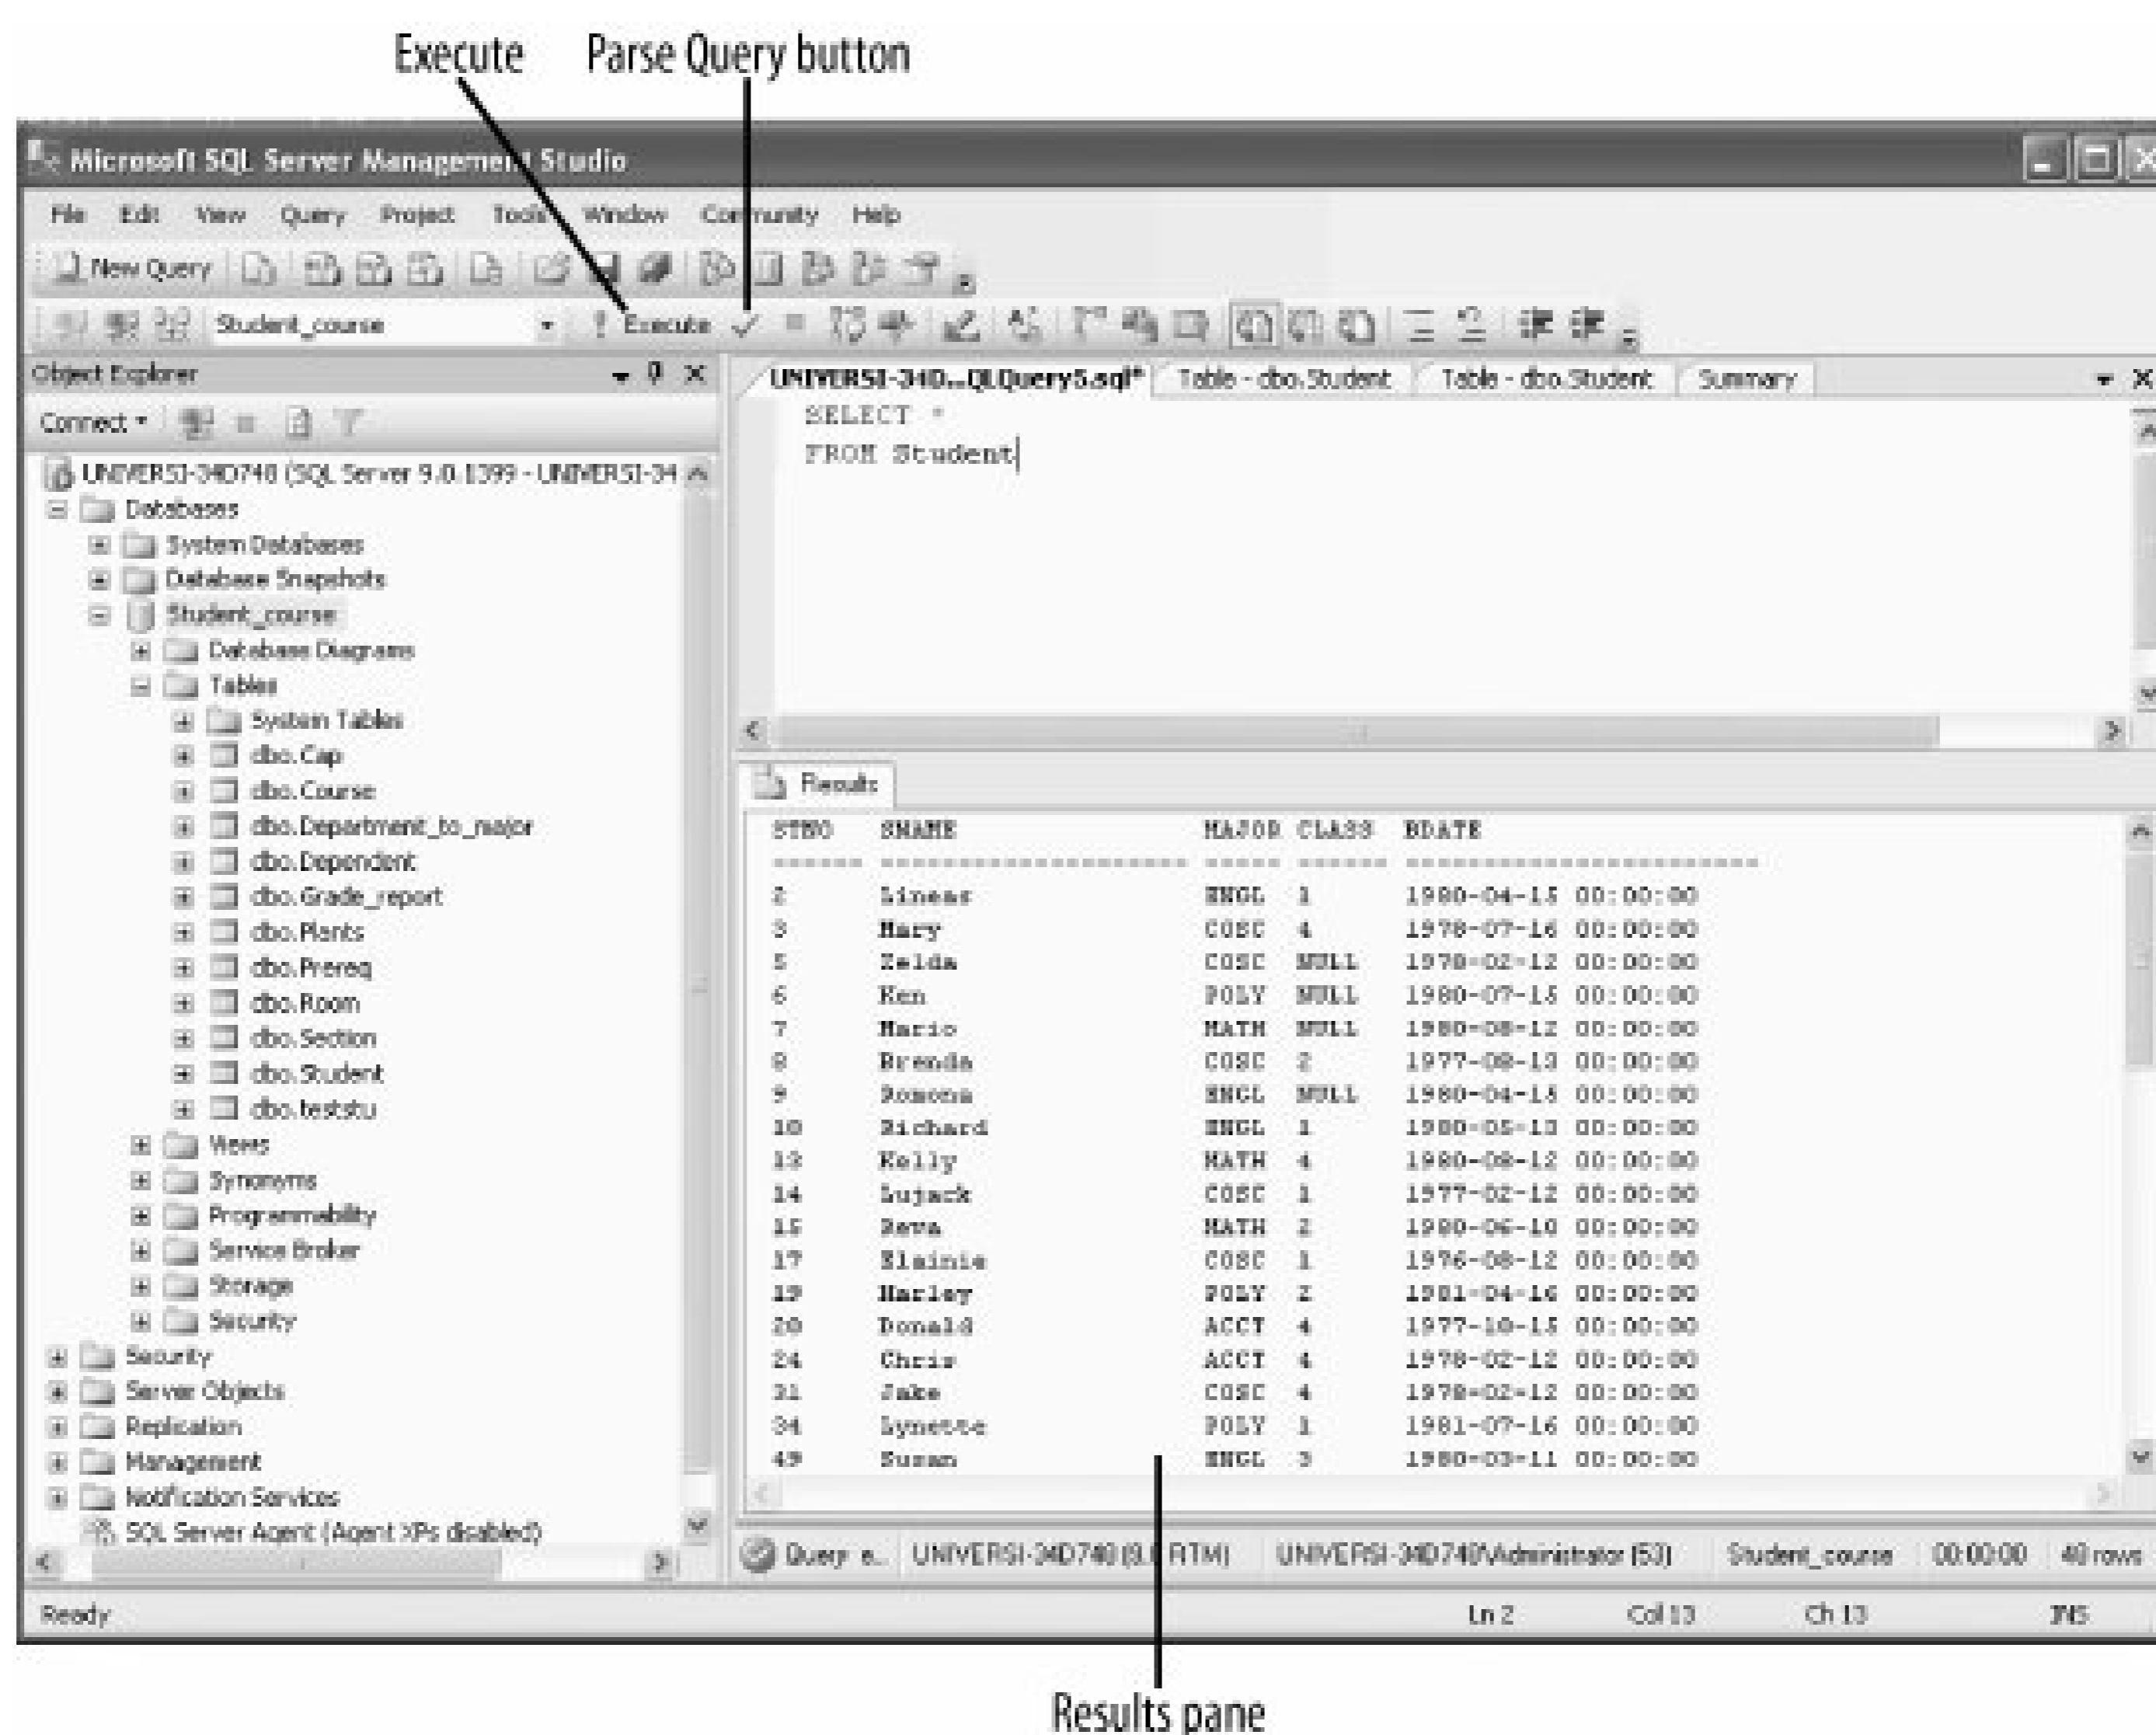 Execute Parse Query button
Microsoft SQL Server Management Studio
File Edit View Query Project Tools Window Community Help
New Query
Student_course Execute
Object Explorer
Connect
UNIVERSI-34D748 (SQL Server 9.0.1399 - UNIVERSI-34
Databases
System Databases
Database Snapshots
Student_course
Database Diagrams
Tables
System Tables
dbo.Cap
dbo.Course
dbo.Department_to_major
dbo.Dependent
dbo.Grade_report
dbo.Plants
dbo.Prereq
dbo.Room
dbo.Section
dbo.Student
dbo.teststu
Views
Synonyms
Programmability
Service Broker
Storage
Security
Security
Server Objects
Replication
Management
Notification Services
SQL Server Agent (Agent XPs disabled)
UNIVERSI-34D...QLQuery5.sql* Table - dbo.Student Table - dbo.Student Summary
SELECT *
FROM Student
Results
STNO SNAME MAJOR CLASS BDATE
------ -------------------- ----- ------ -----------------------
2 Lineas ENGL 1 1980-04-15 00:00:00
3 Mary COSC 4 1978-07-16 00:00:00
5 Zelda COSC NULL 1978-02-12 00:00:00
6 Ken POLY NULL 1980-07-15 00:00:00
7 Mario MATH NULL 1980-08-12 00:00:00
8 Brenda COSC 2 1977-08-13 00:00:00
9 Romona ENGL NULL 1980-04-15 00:00:00
10 Richard ENGL 1 1980-05-13 00:00:00
13 Kelly MATH 4 1980-08-12 00:00:00
14 Lujack COSC 1 1977-02-12 00:00:00
15 Reva MATH 2 1980-06-10 00:00:00
17 Elainie COSC 1 1976-08-12 00:00:00
19 Harley POLY 2 1981-04-16 00:00:00
20 Donald ACCT 4 1977-10-15 00:00:00
24 Chris ACCT 4 1978-02-12 00:00:00
31 Jake COSC 4 1978-02-12 00:00:00
34 Lynette POLY 1 1981-07-16 00:00:00
49 Susan ENGL 3 1980-03-11 00:00:00
Query e... UNIVERSI-34D748 (9.0 RTM) UNIVERSI-34D748\Administrator (53) Student_course 00:00:00 48 rows
Ready Ln 2 Col 13 Ch 13 INS
Results pane